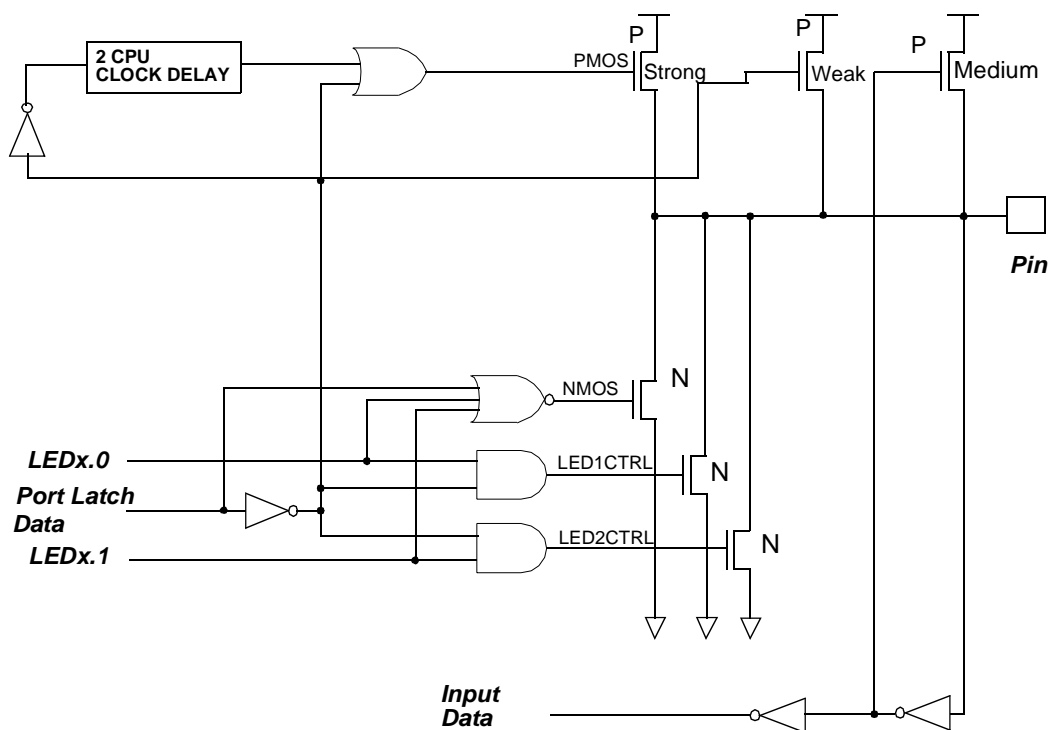 2 CPU
CLOCK DELAY
PMOS
P
Strong
P
Weak
P
Medium
Pin
NMOS
N
LEDx.0
LED1CTRL
N
Port Latch
Data
LEDx.1
LED2CTRL
N
Input
Data